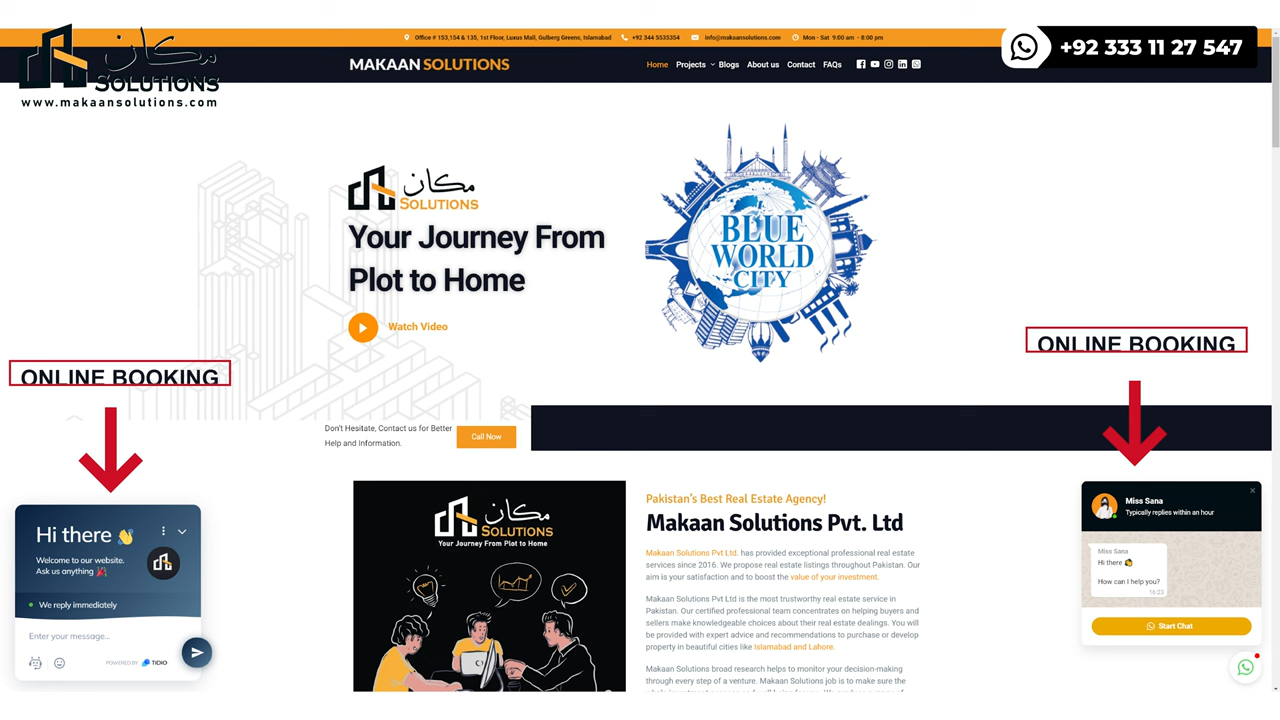 مكان
SOLUTIONS
www.makaansolutions.com
Office # 153,154 & 135, 1st Floor, Luxus Mall, Gulberg Greens, Islamabad
+92 344 5535354
info@makaansolutions.com
Mon - Sat 9:00 am - 8:00 pm
+92 333 11 27 547
MAKAAN SOLUTIONS
Home Projects Blogs About us Contact FAQs
مكان
SOLUTIONS
Your Journey From
Plot to Home
Watch Video
BLUE
WORLD
CITY
ONLINE BOOKING
ONLINE BOOKING
Don't Hesitate, Contact us for Better
Help and Information.
Call Now
مكان
SOLUTIONS
Your Journey From Plot to Home
Pakistan's Best Real Estate Agency!
Makaan Solutions Pvt. Ltd
Makaan Solutions Pvt Ltd. has provided exceptional professional real estate
services since 2016. We propose real estate listings throughout Pakistan. Our
aim is your satisfaction and to boost the value of your investment.
Makaan Solutions Pvt Ltd is the most trustworthy real estate service in
Pakistan. Our certified professional team concentrates on helping buyers and
sellers make knowledgeable choices about their real estate dealings. You will
be provided with expert advice and recommendations to purchase or develop
property in beautiful cities like Islamabad and Lahore.
Makaan Solutions broad research helps to monitor your decision-making
through every step of a venture. Makaan Solutions job is to make sure the
Hi there
Welcome to our website.
Ask us anything
We reply immediately
Enter your message...
POWERED BY TIDIO
Miss Sana
Typically replies within an hour
Miss Sana
Hi there
How can I help you?
16:23
Start Chat